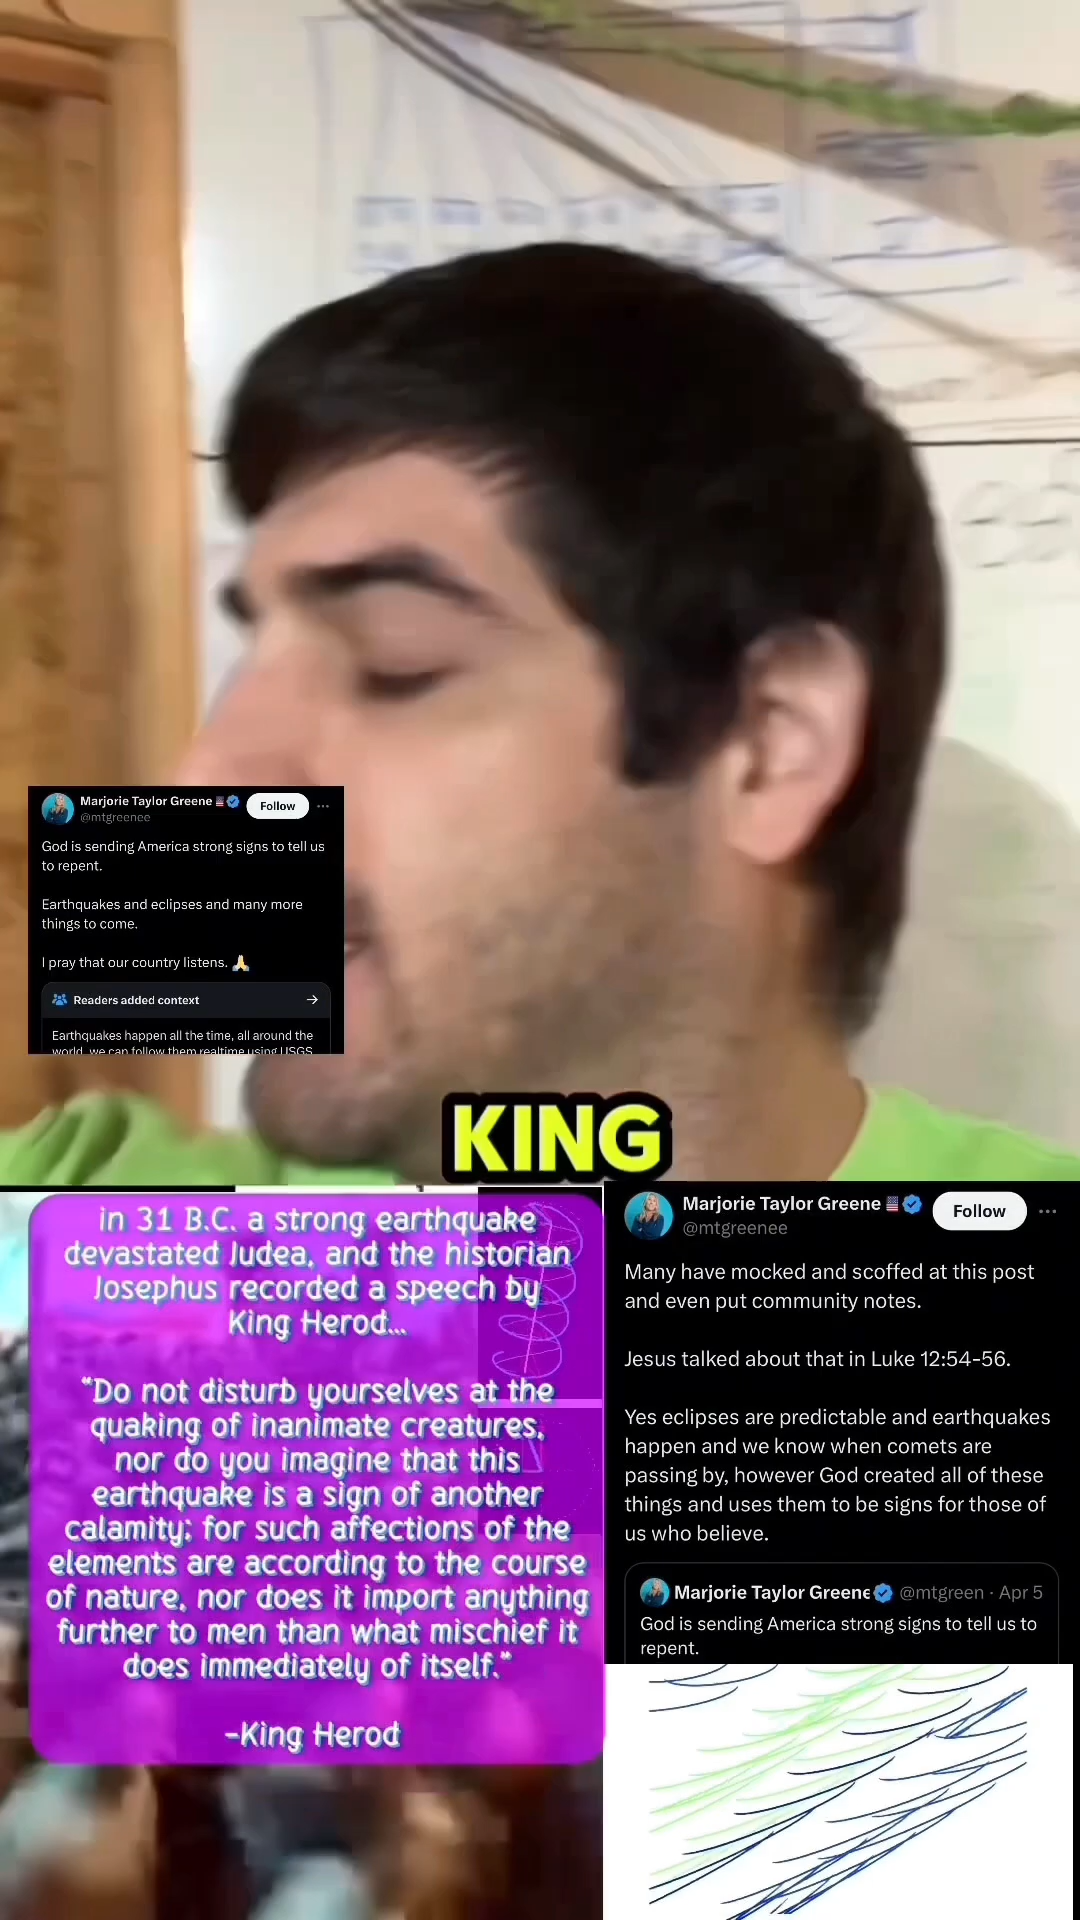 Marjorie Taylor Greene
@mtgreenee
Follow
God is sending America strong signs to tell us
to repent.
Earthquakes and eclipses and many more
things to come.
I pray that our country listens. 🙏
Readers added context
Earthquakes happen all the time, all around the
world, we can follow them realtime using USGS
KING
in 31 B.C. a strong earthquake
devastated Judea, and the historian
Josephus recorded a speech by
King Herod...
"Do not disturb yourselves at the
quaking of inanimate creatures,
nor do you imagine that this
earthquake is a sign of another
calamity; for such affections of the
elements are according to the course
of nature, nor does it import anything
further to men than what mischief it
does immediately of itself."
-King Herod
Marjorie Taylor Greene
@mtgreenee
Follow
Many have mocked and scoffed at this post
and even put community notes.
Jesus talked about that in Luke 12:54-56.
Yes eclipses are predictable and earthquakes
happen and we know when comets are
passing by, however God created all of these
things and uses them to be signs for those of
us who believe.
Marjorie Taylor Greene @mtgreen · Apr 5
God is sending America strong signs to tell us to
repent.